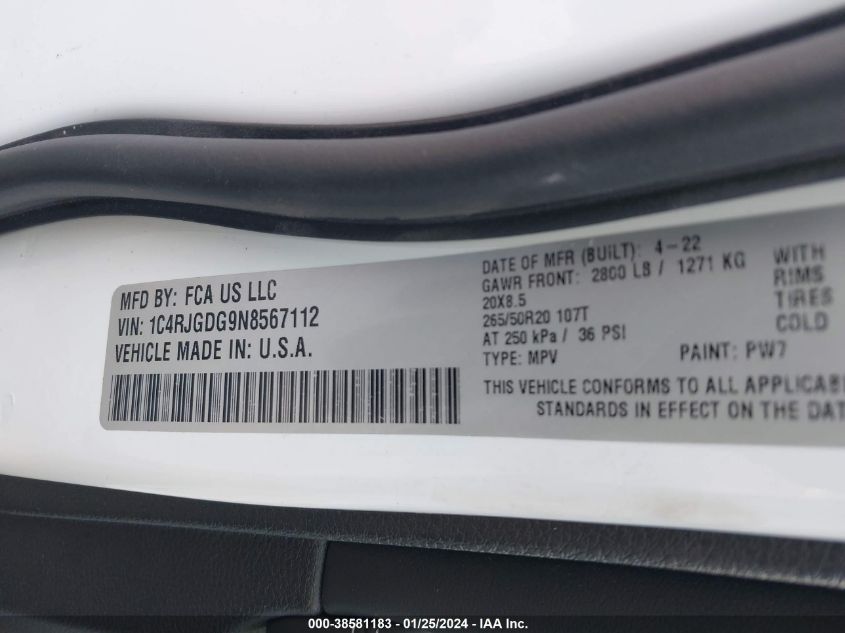 MFD BY: FCA US LLC
VIN: 1C4RJGDG9N8567112
VEHICLE MADE IN: U.S.A.
DATE OF MFR (BUILT): 4-22
GAWR FRONT: 2800 LB / 1271 KG WITH
20X8.5 RIMS
265/50R20 107T TIRES
AT 250 kPa / 36 PSI COLD
TYPE: MPV PAINT: PW7
THIS VEHICLE CONFORMS TO ALL APPLICAB
STANDARDS IN EFFECT ON THE DAT
000-38581183 - 01/25/2024 - IAA Inc.